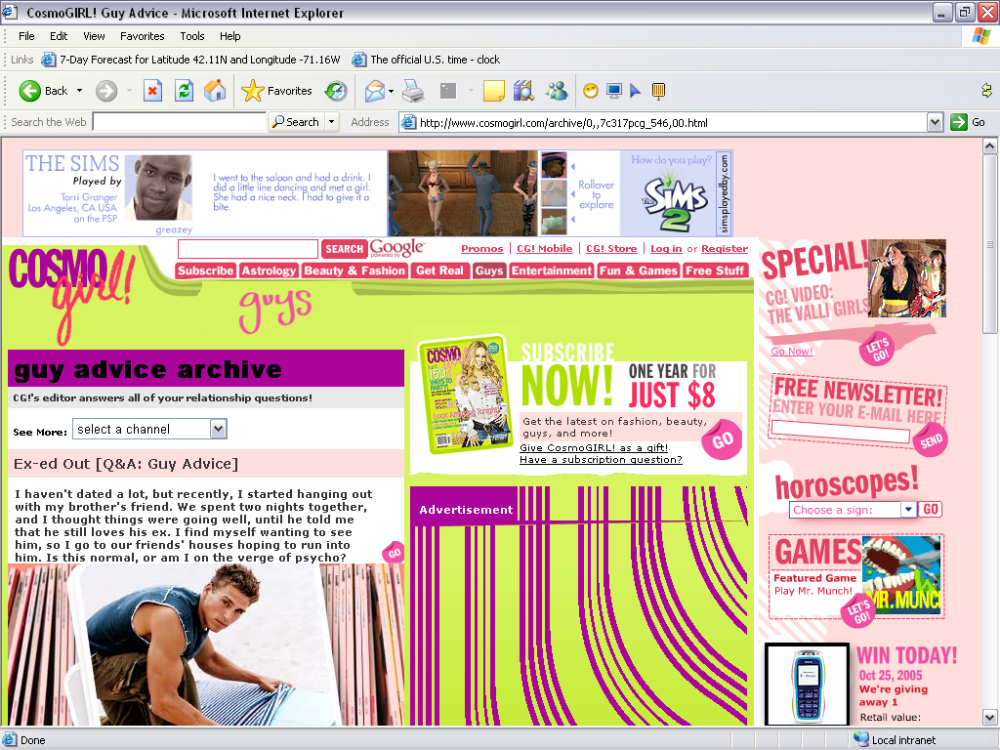 CosmoGIRL! Guy Advice - Microsoft Internet Explorer
File Edit View Favorites Tools Help
Links 7-Day Forecast for Latitude 42.11N and Longitude -71.16W The official U.S. time - clock
Back Favorites
Search the Web Search Address http://www.cosmogirl.com/archive/0,,7c317pcg_546,00.html Go
THE SIMS
Played by
Torri Granger
Los, Angeles, CA USA
on the PSP
greazey
I went to the saloon and had a drink. I
did a little line dancing and met a girl.
She had a nice neck. I had to give it a
bite.
Rollover
to
explore
How do you play?
The SIMS
2
simsplayedby.com
COSMO
girl!
SEARCH powered by Google
Promos | CG! Mobile | CG! Store | Log in or Register
Subscribe Astrology Beauty & Fashion Get Real Guys Entertainment Fun & Games Free Stuff
guys
guy advice archive
CG!'s editor answers all of your relationship questions!
See More: select a channel
Ex-ed Out [Q&A: Guy Advice]
I haven't dated a lot, but recently, I started hanging out
with my brother's friend. We spent two nights together,
and I thought things were going well, until he told me
that he still loves his ex. I find myself wanting to see
him, so I go to our friends' houses hoping to run into
him. Is this normal, or am I on the verge of psycho?
GO
COSMO
SUBSCRIBE
NOW!
ONE YEAR FOR
JUST $8
Get the latest on fashion, beauty,
guys, and more!
GO
Give CosmoGIRL! as a gift!
Have a subscription question?
Advertisement
SPECIAL!
CG! VIDEO:
THE VALLI GIRLS
Go Now!
LET'S
GO!
FREE NEWSLETTER!
ENTER YOUR E-MAIL HERE
SEND
horoscopes!
Choose a sign: GO
GAMES
Featured Game
Play Mr. Munch!
MR. MUNCH
LET'S
GO!
WIN TODAY!
Oct 25, 2005
We're giving
away 1
Retail value:
Done Local intranet